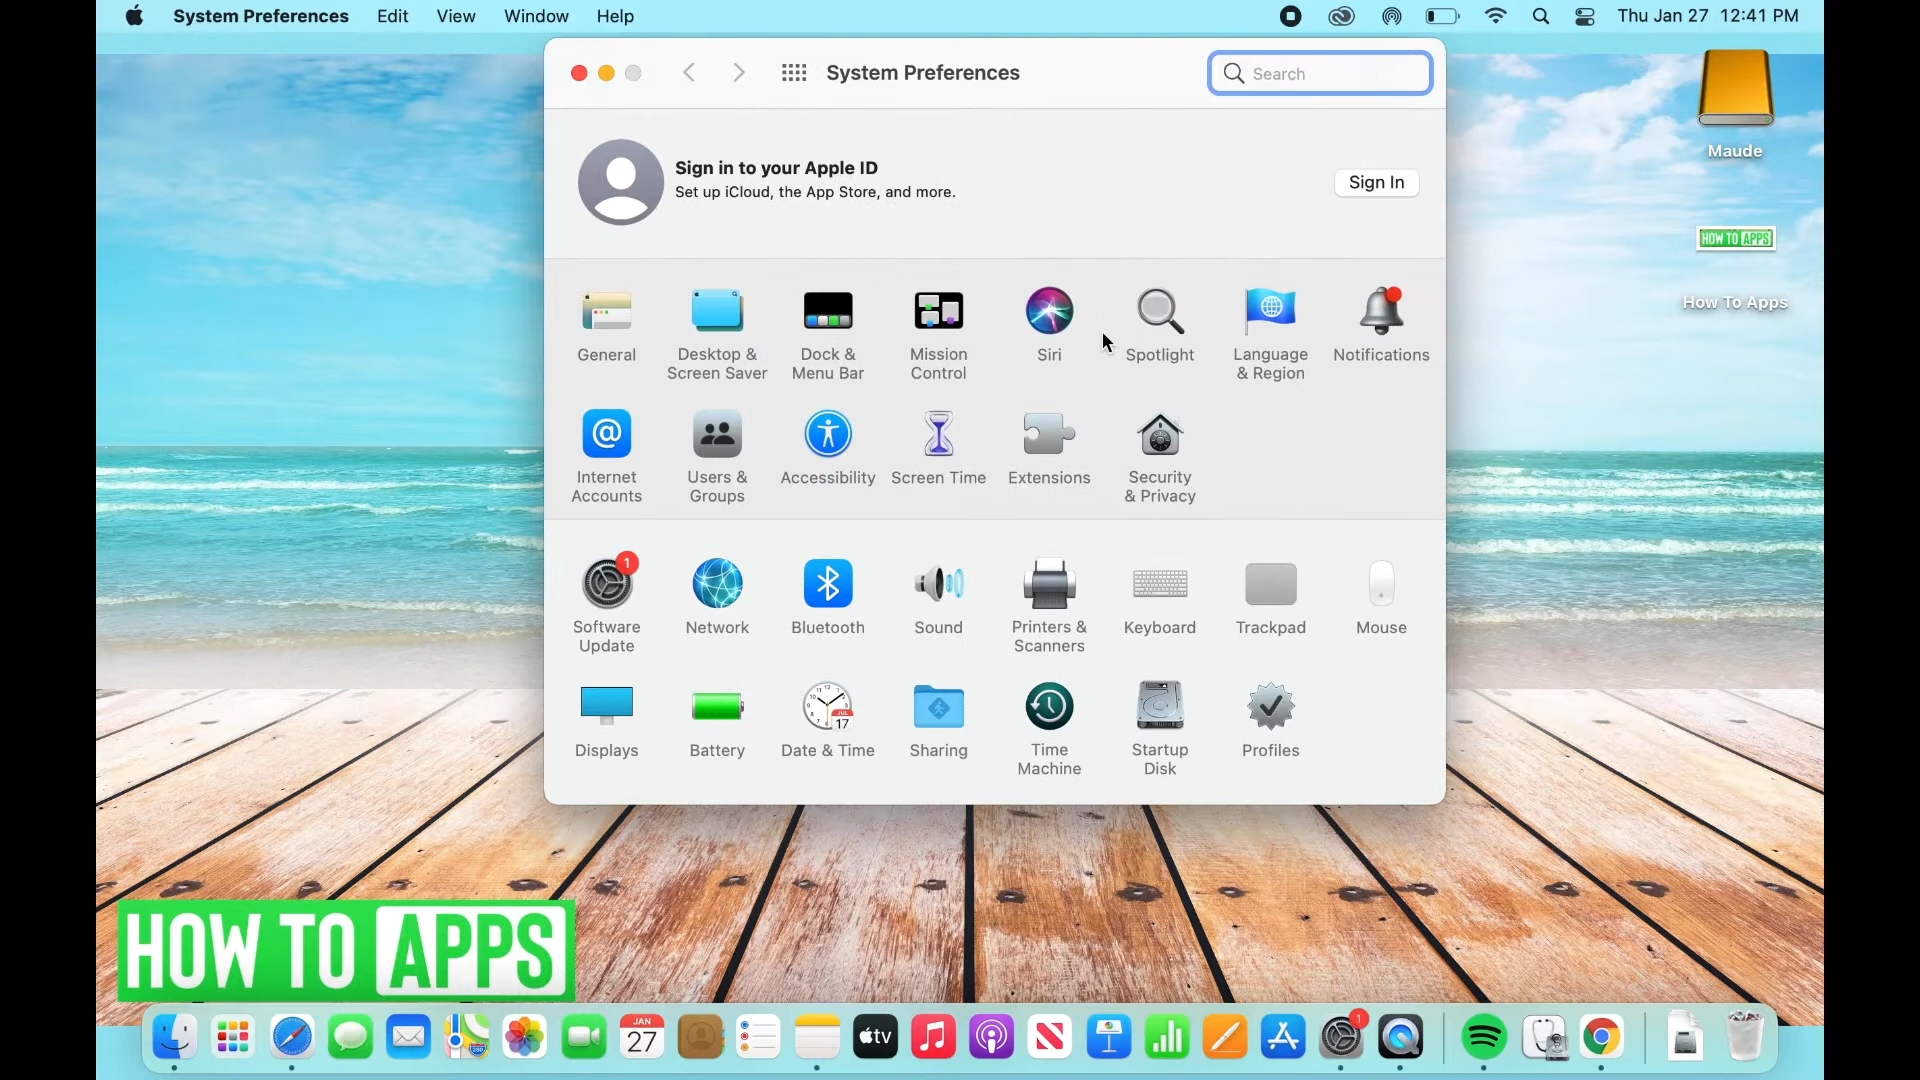 System Preferences Edit View Window Help Thu Jan 27 12:41 PM
System Preferences
Search
Maude
Sign in to your Apple ID
Set up iCloud, the App Store, and more.
Sign In
HOW TO APPS
How To Apps
General
Desktop &
Screen Saver
Dock &
Menu Bar
Mission
Control
Siri
Spotlight
Language
& Region
Notifications
@
Internet
Accounts
Users &
Groups
Accessibility
Screen Time
Extensions
Security
& Privacy
1
Software
Update
Network
Bluetooth
Sound
Printers &
Scanners
Keyboard
Trackpad
Mouse
JUL
17
Displays
Battery
Date & Time
Sharing
Time
Machine
Startup
Disk
Profiles
HOW TO APPS
JAN
27
tv
1